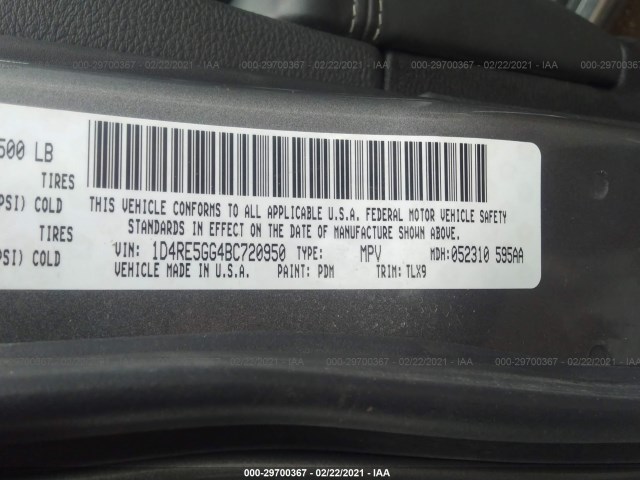 000-29700367 - 02/22/2021 - IAA
000-29700367 - 02/22/2021 - IAA
500 LB
TIRES
PSI) COLD
TIRES
PSI) COLD
THIS VEHICLE CONFORMS TO ALL APPLICABLE U.S.A. FEDERAL MOTOR VEHICLE SAFETY
STANDARDS IN EFFECT ON THE DATE OF MANUFACTURE SHOWN ABOVE.
VIN: 1D4RE5GG4BC720950 TYPE: MPV MDH: 052310 595AA
VEHICLE MADE IN U.S.A. PAINT: PDM TRIM: TLX9
000-29700367 - 02/22/2021 - IAA
000-29700367 - 02/22/2021 - IAA